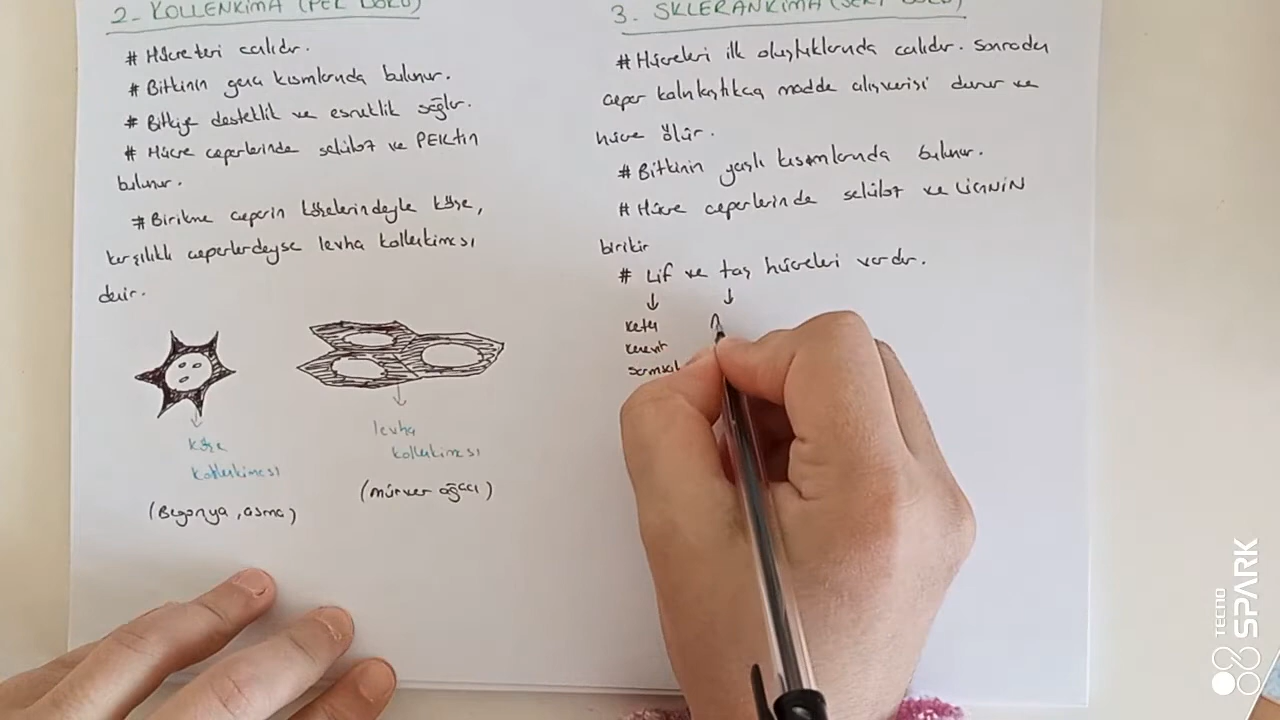 2- KOLLENKİMA (PEK DOKU)
# Hücreleri canlıdır.
# Bitkinin genç kısımlarında bulunur.
# Bitkiye desteklik ve esneklik sağlar.
# Hücre çeperlerinde selüloz ve PEKtin
bulunur.
# Birikme çeperin köşelerindeyle köşe,
karşılıklı çeperlerdeyse levha kollenkiması
denir.
köşe
kollenkiması
(Begonya, asma)
levha
kollenkiması
(mürver ağacı)
3. SKLERANKİMA (SERT DOKU)
# Hücreleri ilk oluştuklarında canlıdır. Sonradan
çeper kalınlaştıkça madde alışverişi durur ve
hücre ölür.
# Bitkinin yaşlı kısımlarında bulunur.
# Hücre çeperlerinde selüloz ve LİGNİN
birikir
# Lif ve taş hücreleri vardır.
keten
kenevir
sarmaşık
TECNO
SPARK